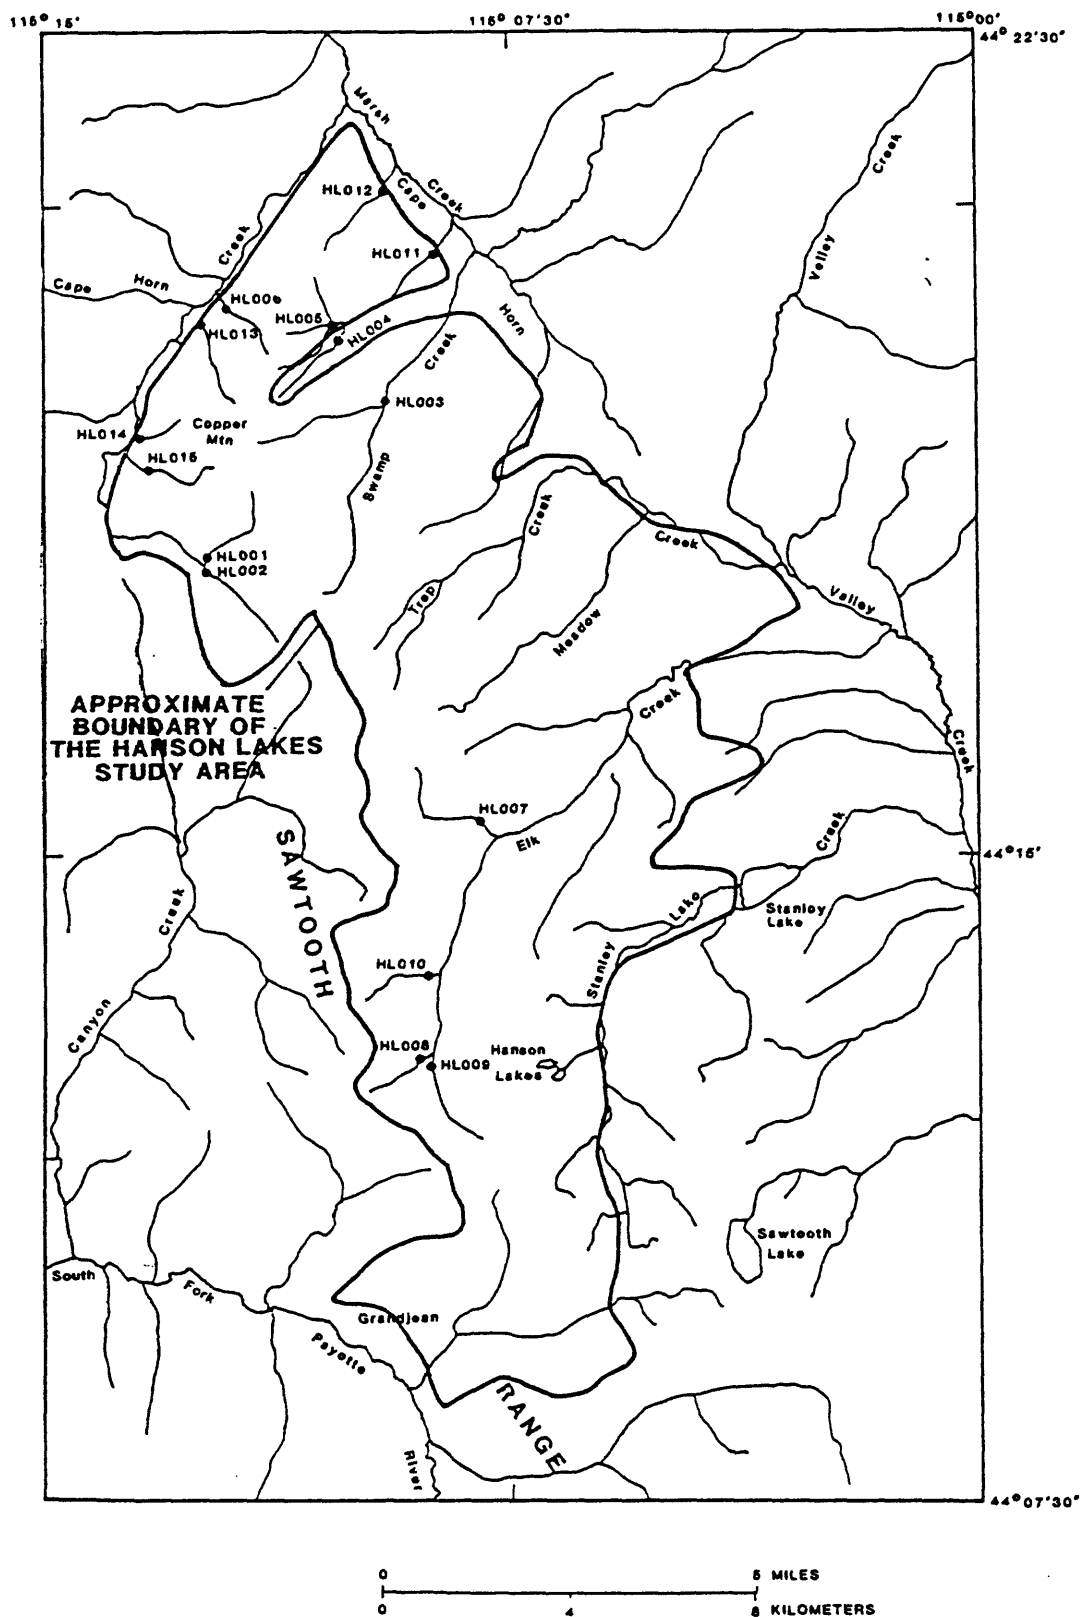 115° 15'
115° 07'30"
115° 00'
44° 22'30"
Marsh
Creek
HL012
Cape
Creek
Valley
HL011
Creek
Cape
Horn
HL006
HL005
HL004
HL013
Horn
Creek
HL003
HL014
Copper
Mtn
HL015
Swamp
Creek
Creek
HL001
HL002
Trap
Meadow
Valley
Creek
APPROXIMATE
BOUNDARY OF
THE HANSON LAKES
STUDY AREA
Creek
HL007
Elk
Creek
44° 15'
SAWTOOTH
Lake
Stanley
Lake
Creek
Stanley
HL010
Canyon
HL008
HL009
Hanson
Lakes
Sawtooth
Lake
South
Fork
Grandjean
Payette
RANGE
River
44° 07'30"
0 5 MILES
0 4 8 KILOMETERS